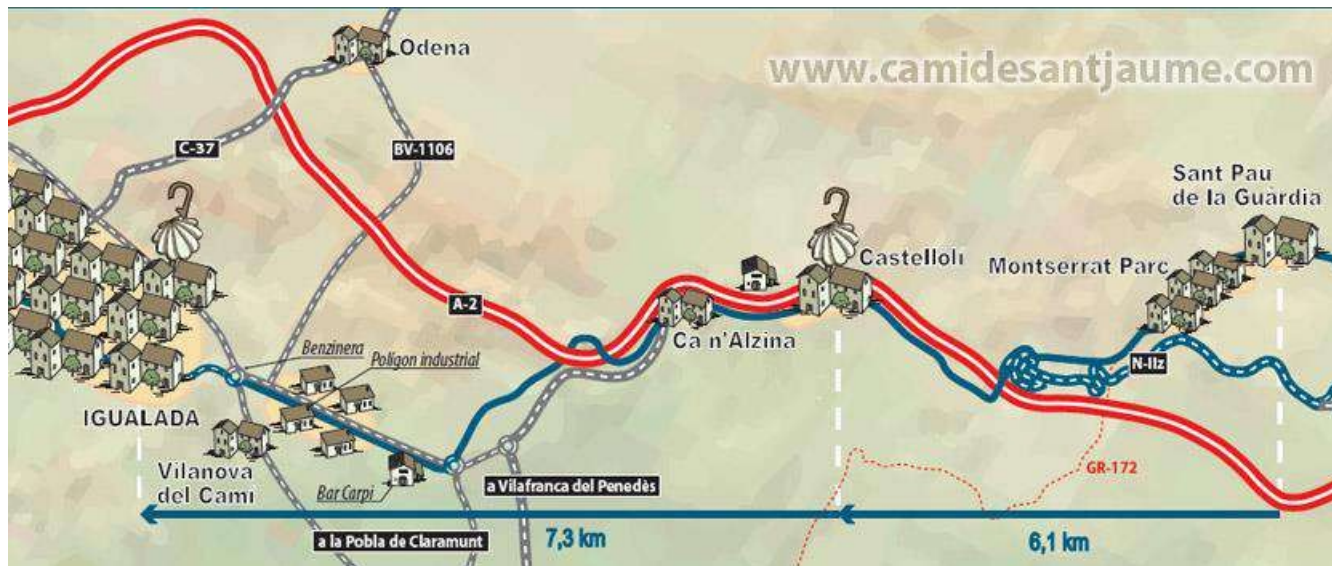 Odena
www.camidesantjaume.com
C-37
BV-1106
Sant Pau
de la Guàrdia
Castellolí
Montserrat Parc
A-2
Ca n'Alzina
Benzinera
Polígon industrial
N-IIz
IGUALADA
Vilanova
del Camí
Bar Carpi
a Vilafranca del Penedès
GR-172
a la Pobla de Claramunt
7,3 km
6,1 km